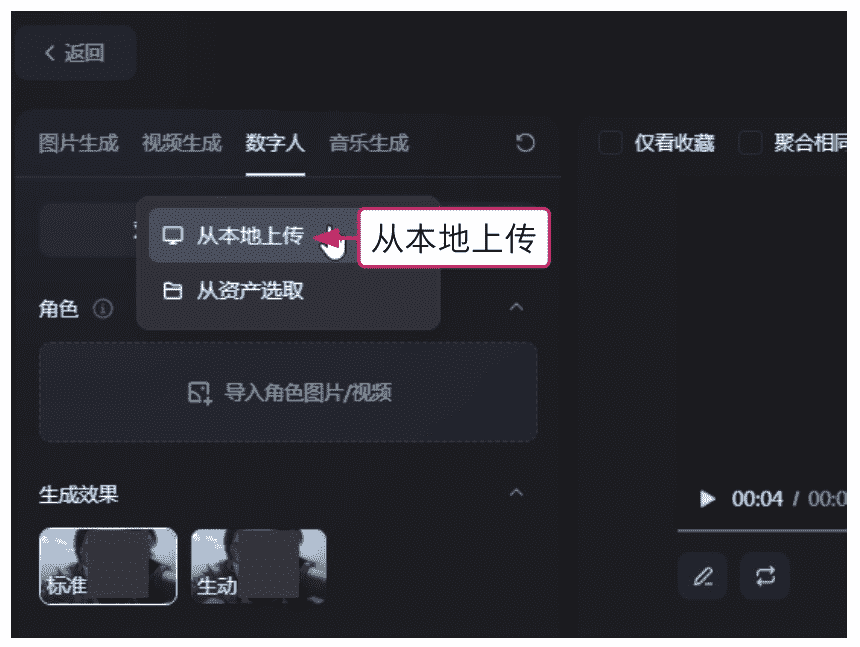 返回
图片生成 视频生成 数字人 音乐生成
仅看收藏 聚合相同
从本地上传
从本地上传
从资产选取
角色
导入角色图片/视频
生成效果
标准 生动
00:04 / 00:0